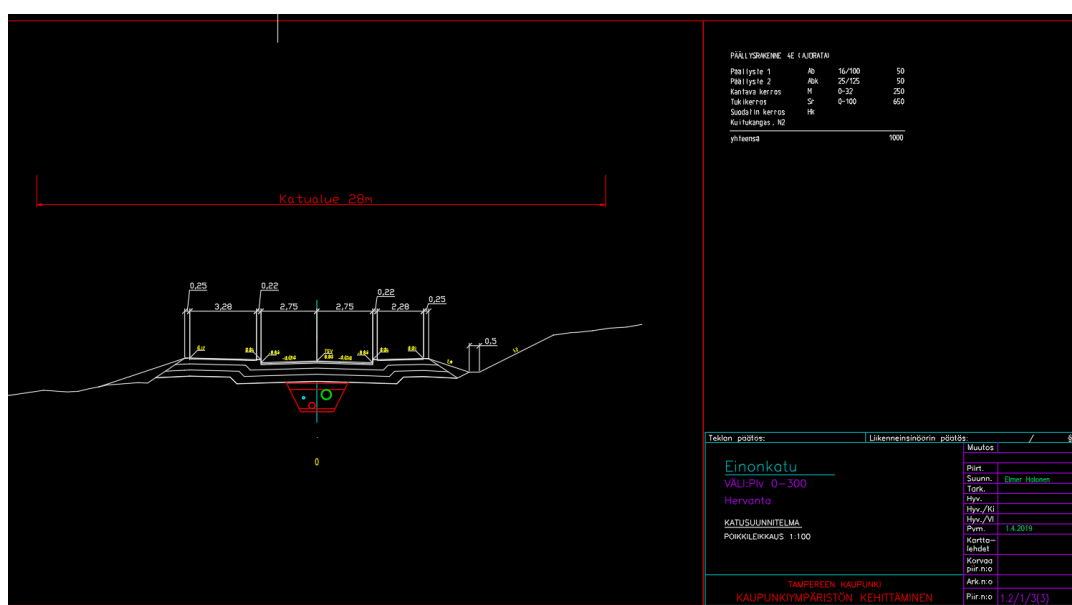 PÄÄLLYSRAKENNE 4E (AJORATA)
Päällyste 1 Ab 16/100 50
Päällyste 2 Abk 25/125 50
Kantava kerros M 0-32 250
Tukikerros Sr 0-100 650
Suodatin kerros Hk
Kuitukangas, N2
yhteensä 1000
Katualue 28m
0,25 0,22 0,22 0,25
3,28 2,75 2,75 2,28
0,5
0
Teklan päätös: Liikenneinsinöörin päätös: / §
Muutos
Einonkatu
VÄLI:Plv 0-300
Hervanta
KATUSUUNNITELMA
POIKKILEIKKAUS 1:100
Piirt.
Suunn. Elmer Halonen
Tark.
Hyv.
Hyv./Ki
Hyv./Vl
Pvm. 1.4.2019
Kartta-
lehdet
Korvaa
piir.n:o
TAMPEREEN KAUPUNKI
KAUPUNKIYMPÄRISTÖN KEHITTÄMINEN
Ark.n:o
Piir.n:o 1.2/1/3(3)